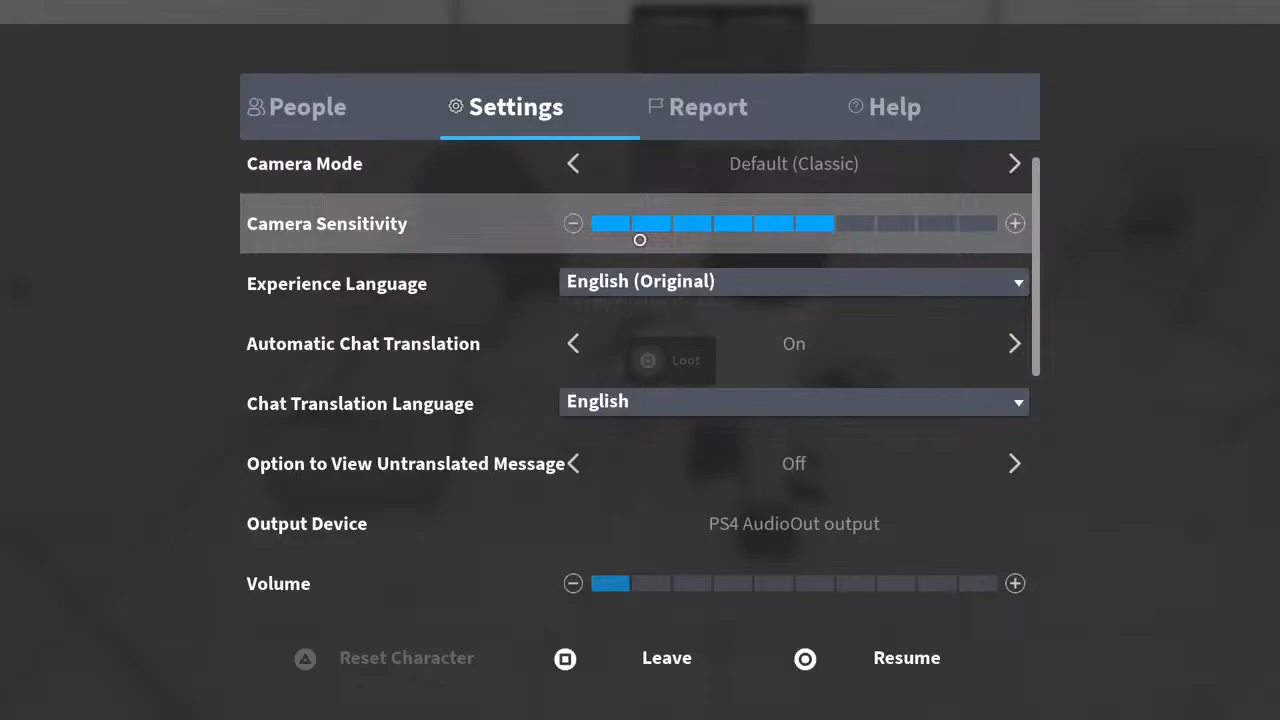 People Settings Report Help
Camera Mode Default (Classic)
Camera Sensitivity
Experience Language English (Original)
Automatic Chat Translation On
Loot
Chat Translation Language English
Option to View Untranslated Message Off
Output Device PS4 AudioOut output
Volume
Reset Character Leave Resume